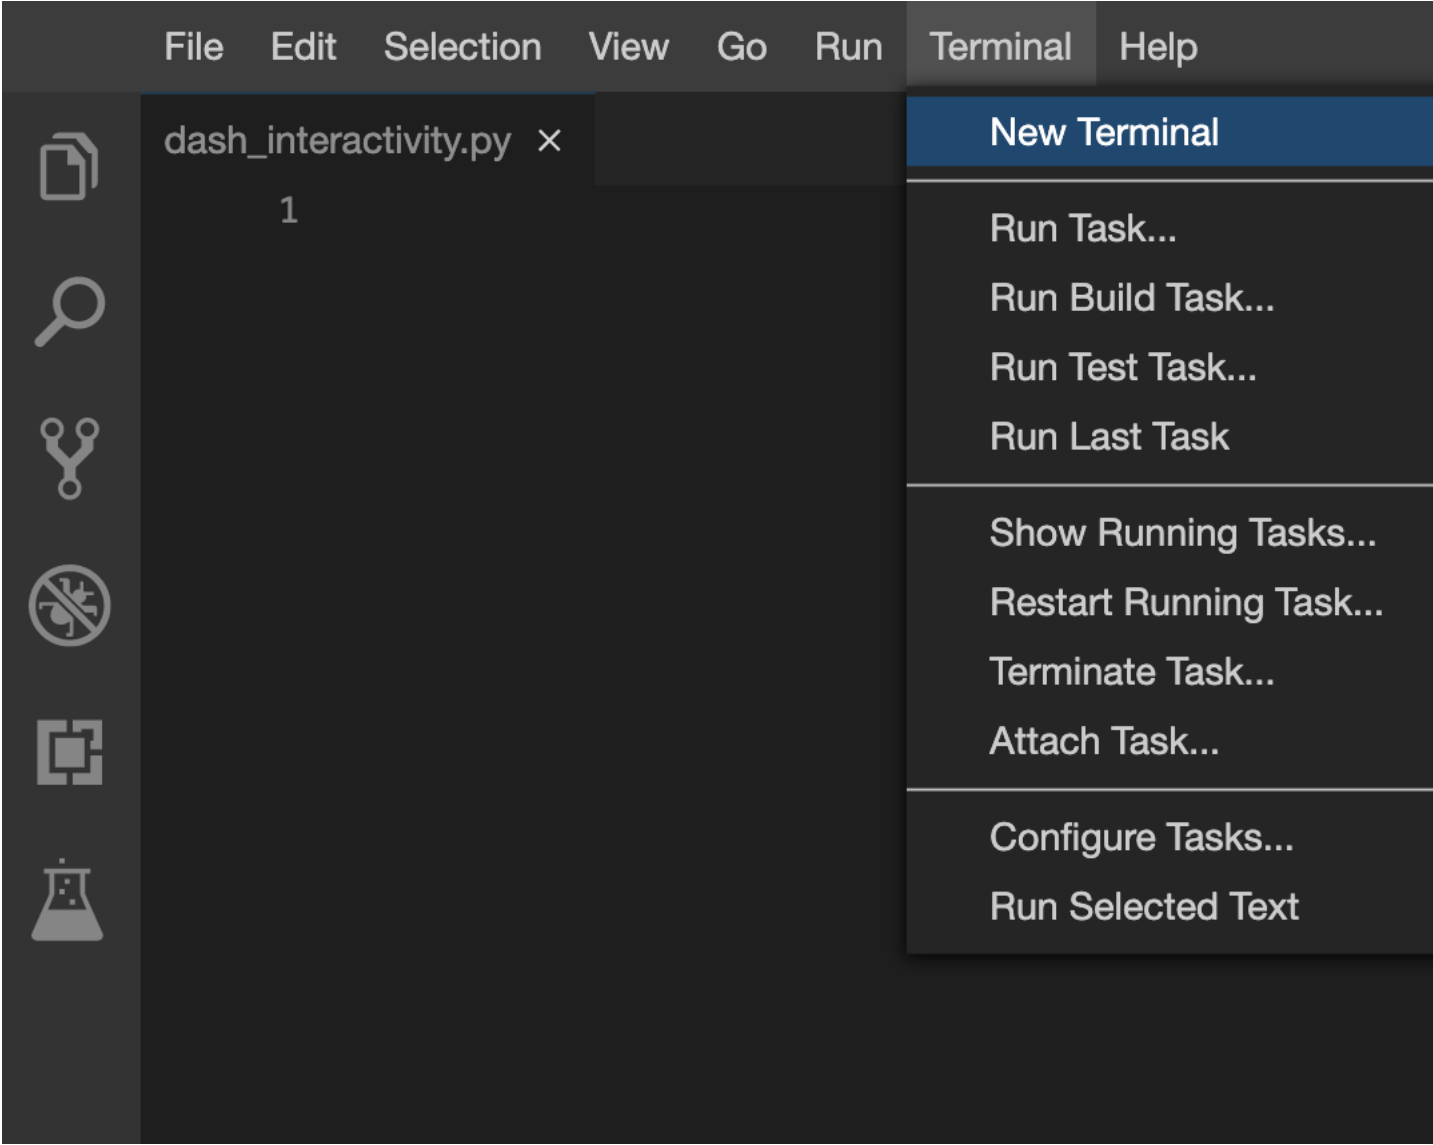 File Edit Selection View Go Run Terminal Help
dash_interactivity.py ×
1
New Terminal
Run Task...
Run Build Task...
Run Test Task...
Run Last Task
Show Running Tasks...
Restart Running Task...
Terminate Task...
Attach Task...
Configure Tasks...
Run Selected Text